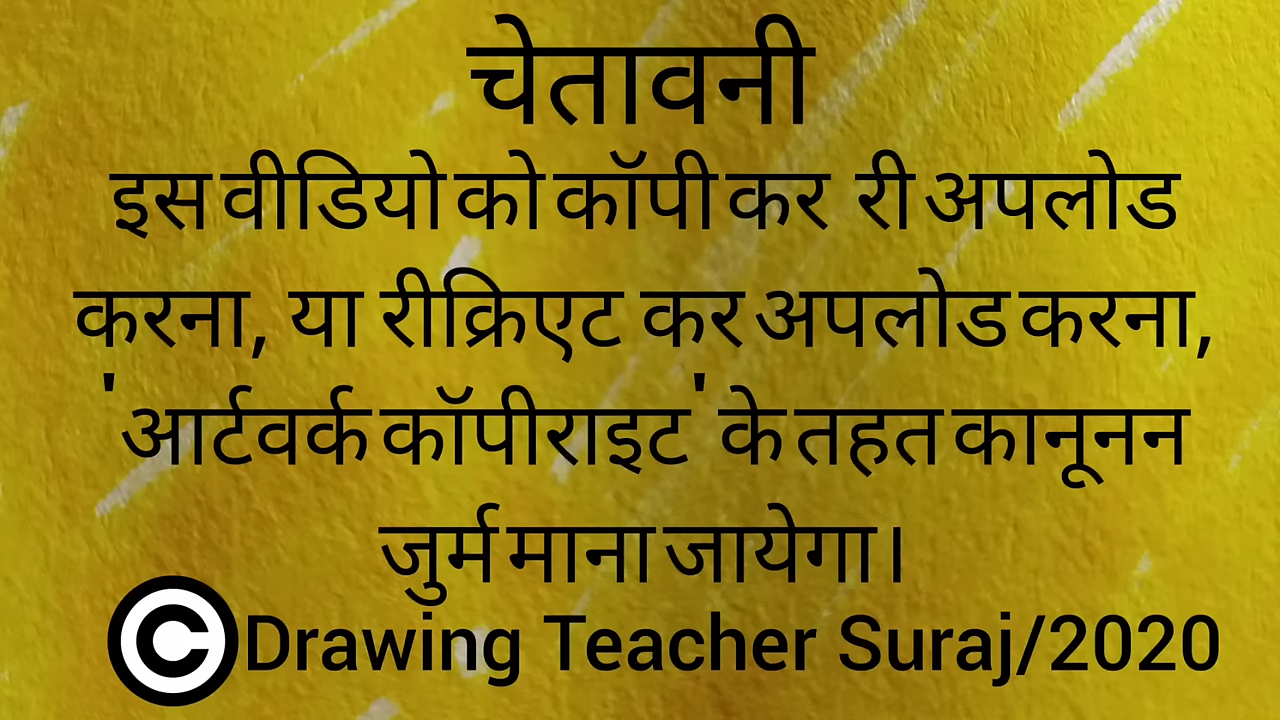 चेतावनी
इस वीडियो को कॉपी कर री अपलोड
करना, या रीक्रिएट कर अपलोड करना,
'आर्टवर्क कॉपीराइट' के तहत कानूनन
जुर्म माना जायेगा।
©Drawing Teacher Suraj/2020